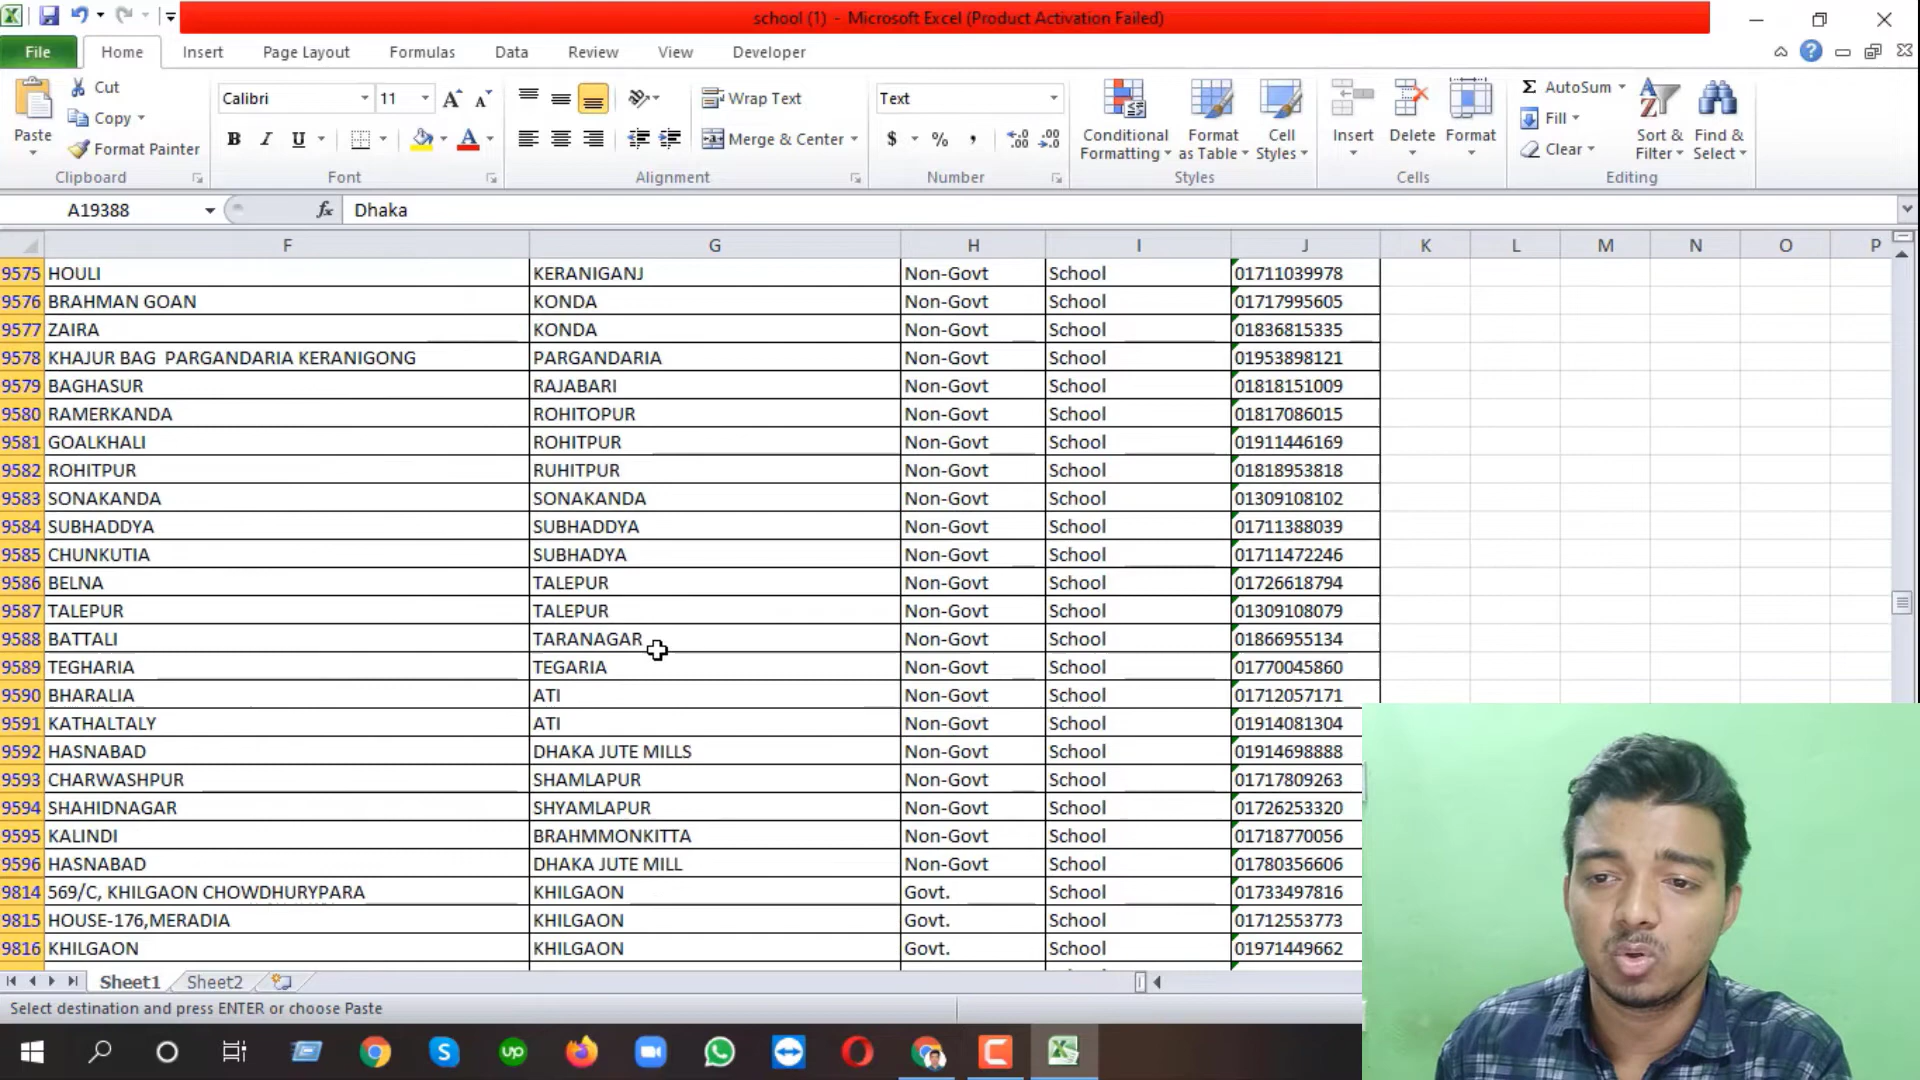 school (1) - Microsoft Excel (Product Activation Failed)
File Home Insert Page Layout Formulas Data Review View Developer
Paste Cut Copy Format Painter Clipboard
Calibri 11 B I U Font
Wrap Text Merge & Center Alignment
Text $ % , Number
Conditional Formatting Format as Table Cell Styles Styles
Insert Delete Format Cells
Σ AutoSum Fill Clear Sort & Filter Find & Select Editing
A19388 fx Dhaka
F G H I J K L M N O P
9575 HOULI KERANIGANJ Non-Govt School 01711039978
9576 BRAHMAN GOAN KONDA Non-Govt School 01717995605
9577 ZAIRA KONDA Non-Govt School 01836815335
9578 KHAJUR BAG PARGANDARIA KERANIGONG PARGANDARIA Non-Govt School 01953898121
9579 BAGHASUR RAJABARI Non-Govt School 01818151009
9580 RAMERKANDA ROHITOPUR Non-Govt School 01817086015
9581 GOALKHALI ROHITPUR Non-Govt School 01911446169
9582 ROHITPUR RUHITPUR Non-Govt School 01818953818
9583 SONAKANDA SONAKANDA Non-Govt School 01309108102
9584 SUBHADDYA SUBHADDYA Non-Govt School 01711388039
9585 CHUNKUTIA SUBHADYA Non-Govt School 01711472246
9586 BELNA TALEPUR Non-Govt School 01726618794
9587 TALEPUR TALEPUR Non-Govt School 01309108079
9588 BATTALI TARANAGAR Non-Govt School 01866955134
9589 TEGHARIA TEGARIA Non-Govt School 01770045860
9590 BHARALIA ATI Non-Govt School 01712057171
9591 KATHALTALY ATI Non-Govt School 01914081304
9592 HASNABAD DHAKA JUTE MILLS Non-Govt School 01914698888
9593 CHARWASHPUR SHAMLAPUR Non-Govt School 01717809263
9594 SHAHIDNAGAR SHYAMLAPUR Non-Govt School 01726253320
9595 KALINDI BRAHMMONKITTA Non-Govt School 01718770056
9596 HASNABAD DHAKA JUTE MILL Non-Govt School 01780356606
9814 569/C, KHILGAON CHOWDHURYPARA KHILGAON Govt. School 01733497816
9815 HOUSE-176,MERADIA KHILGAON Govt. School 01712553773
9816 KHILGAON KHILGAON Govt. School 01971449662
Sheet1 Sheet2
Select destination and press ENTER or choose Paste